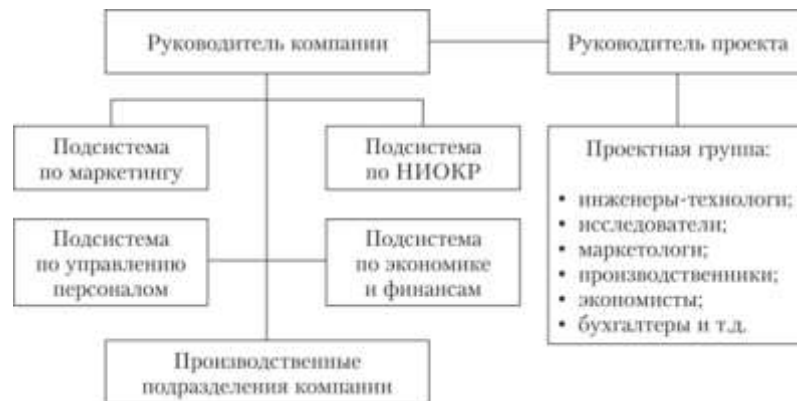 Руководитель компании
Руководитель проекта
Подсистема
по маркетингу
Подсистема
по НИОКР
Подсистема
по управлению
персоналом
Подсистема
по экономике
и финансам
Производственные
подразделения компании
Проектная группа:
• инженеры-технологи;
• исследователи;
• маркетологи;
• производственники;
• экономисты;
• бухгалтеры и т.д.